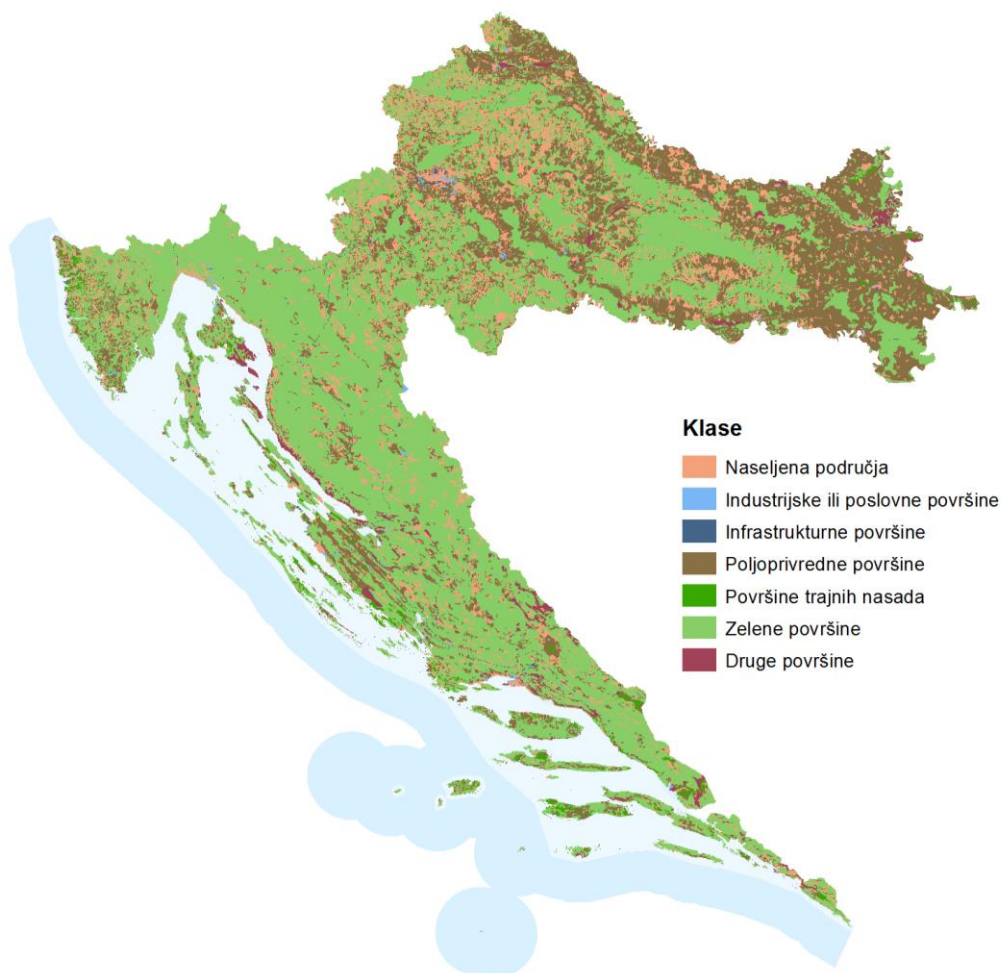 Klase
Naseljena područja
Industrijske ili poslovne površine
Infrastrukturne površine
Poljoprivredne površine
Površine trajnih nasada
Zelene površine
Druge površine